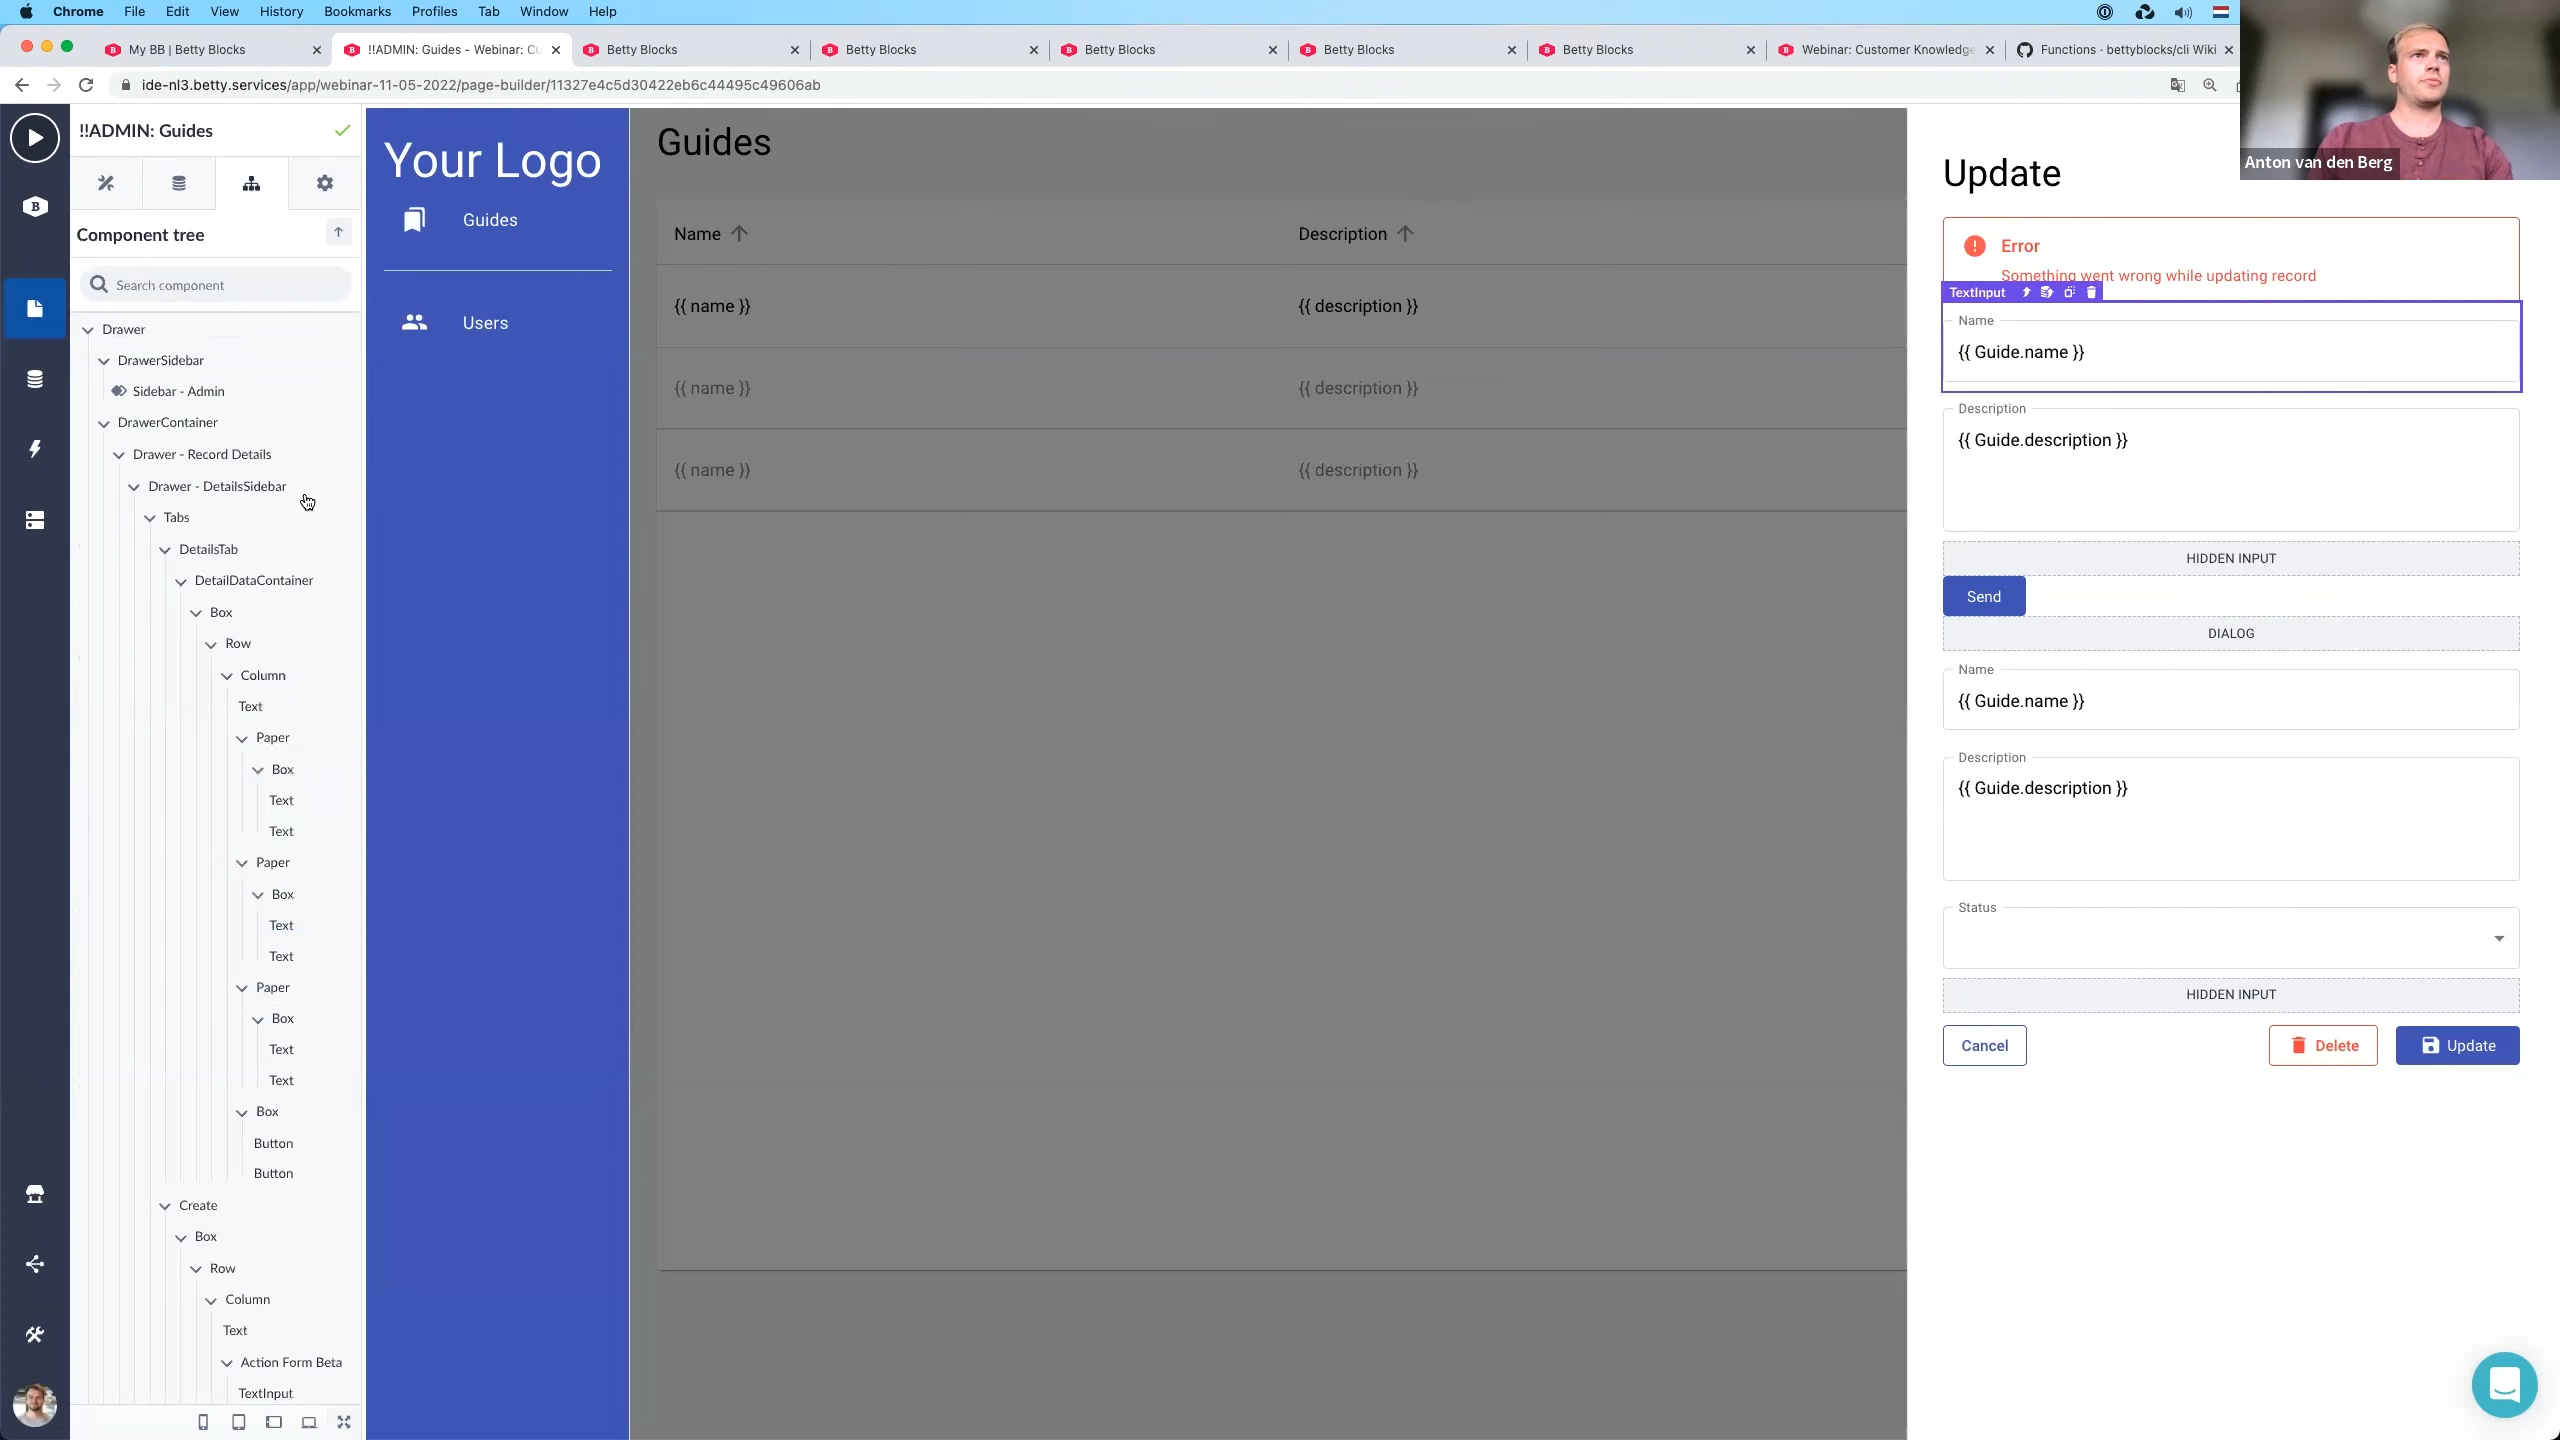 Chrome File Edit View History Bookmarks Profiles Tab Window Help
My BB | Betty Blocks
!!ADMIN: Guides - Webinar: Cu
Betty Blocks
Betty Blocks
Betty Blocks
Betty Blocks
Betty Blocks
Webinar: Customer Knowledge
Functions · bettyblocks/cli Wiki
ide-nl3.betty.services/app/webinar-11-05-2022/page-builder/11327e4c5d30422eb6c44495c49606ab
Anton van den Berg
!!ADMIN: Guides
Component tree
Search component
Drawer
DrawerSidebar
Sidebar - Admin
DrawerContainer
Drawer - Record Details
Drawer - DetailsSidebar
Tabs
DetailsTab
DetailDataContainer
Box
Row
Column
Text
Paper
Box
Text
Text
Paper
Box
Text
Text
Paper
Box
Text
Text
Box
Button
Button
Create
Box
Row
Column
Text
Action Form Beta
TextInput
Your Logo
Guides
Users
Guides
Name Description
{{ name }} {{ description }}
{{ name }} {{ description }}
{{ name }} {{ description }}
Update
Error
Something went wrong while updating record
TextInput
Name
{{ Guide.name }}
Description
{{ Guide.description }}
HIDDEN INPUT
Send
DIALOG
Name
{{ Guide.name }}
Description
{{ Guide.description }}
Status
HIDDEN INPUT
Cancel Delete Update